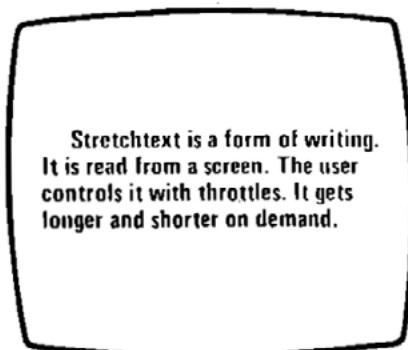 Stretchtext is a form of writing.
It is read from a screen. The user
controls it with throttles. It gets
longer and shorter on demand.